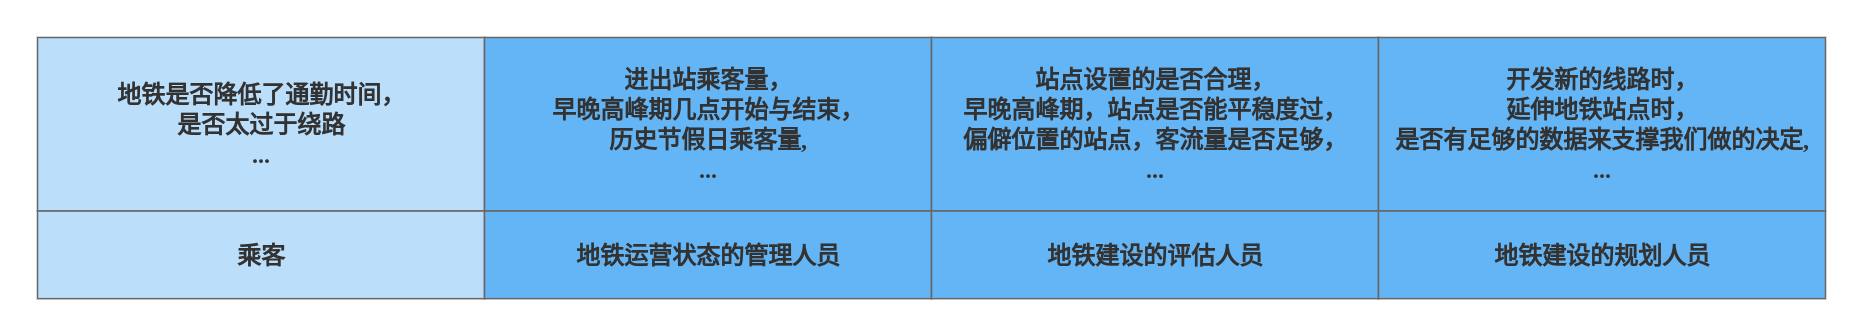 地铁是否降低了通勤时间，
是否太过于绕路
...
进出站乘客量，
早晚高峰期几点开始与结束，
历史节假日乘客量,
...
站点设置的是否合理，
早晚高峰期，站点是否能平稳度过，
偏僻位置的站点，客流量是否足够，
...
开发新的线路时，
延伸地铁站点时，
是否有足够的数据来支撑我们做的决定,
...
乘客
地铁运营状态的管理人员
地铁建设的评估人员
地铁建设的规划人员